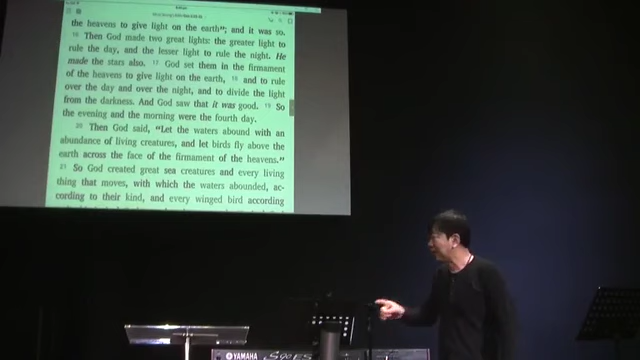 the heavens to give light on the earth"; and it was so.
16 Then God made two great lights: the greater light to
rule the day, and the lesser light to rule the night. He
made the stars also. 17 God set them in the firmament
of the heavens to give light on the earth, 18 and to rule
over the day and over the night, and to divide the light
from the darkness. And God saw that it was good. 19 So
the evening and the morning were the fourth day.
20 Then God said, "Let the waters abound with an
abundance of living creatures, and let birds fly above the
earth across the face of the firmament of the heavens."
21 So God created great sea creatures and every living
thing that moves, with which the waters abounded, ac-
cording to their kind, and every winged bird according
YAMAHA